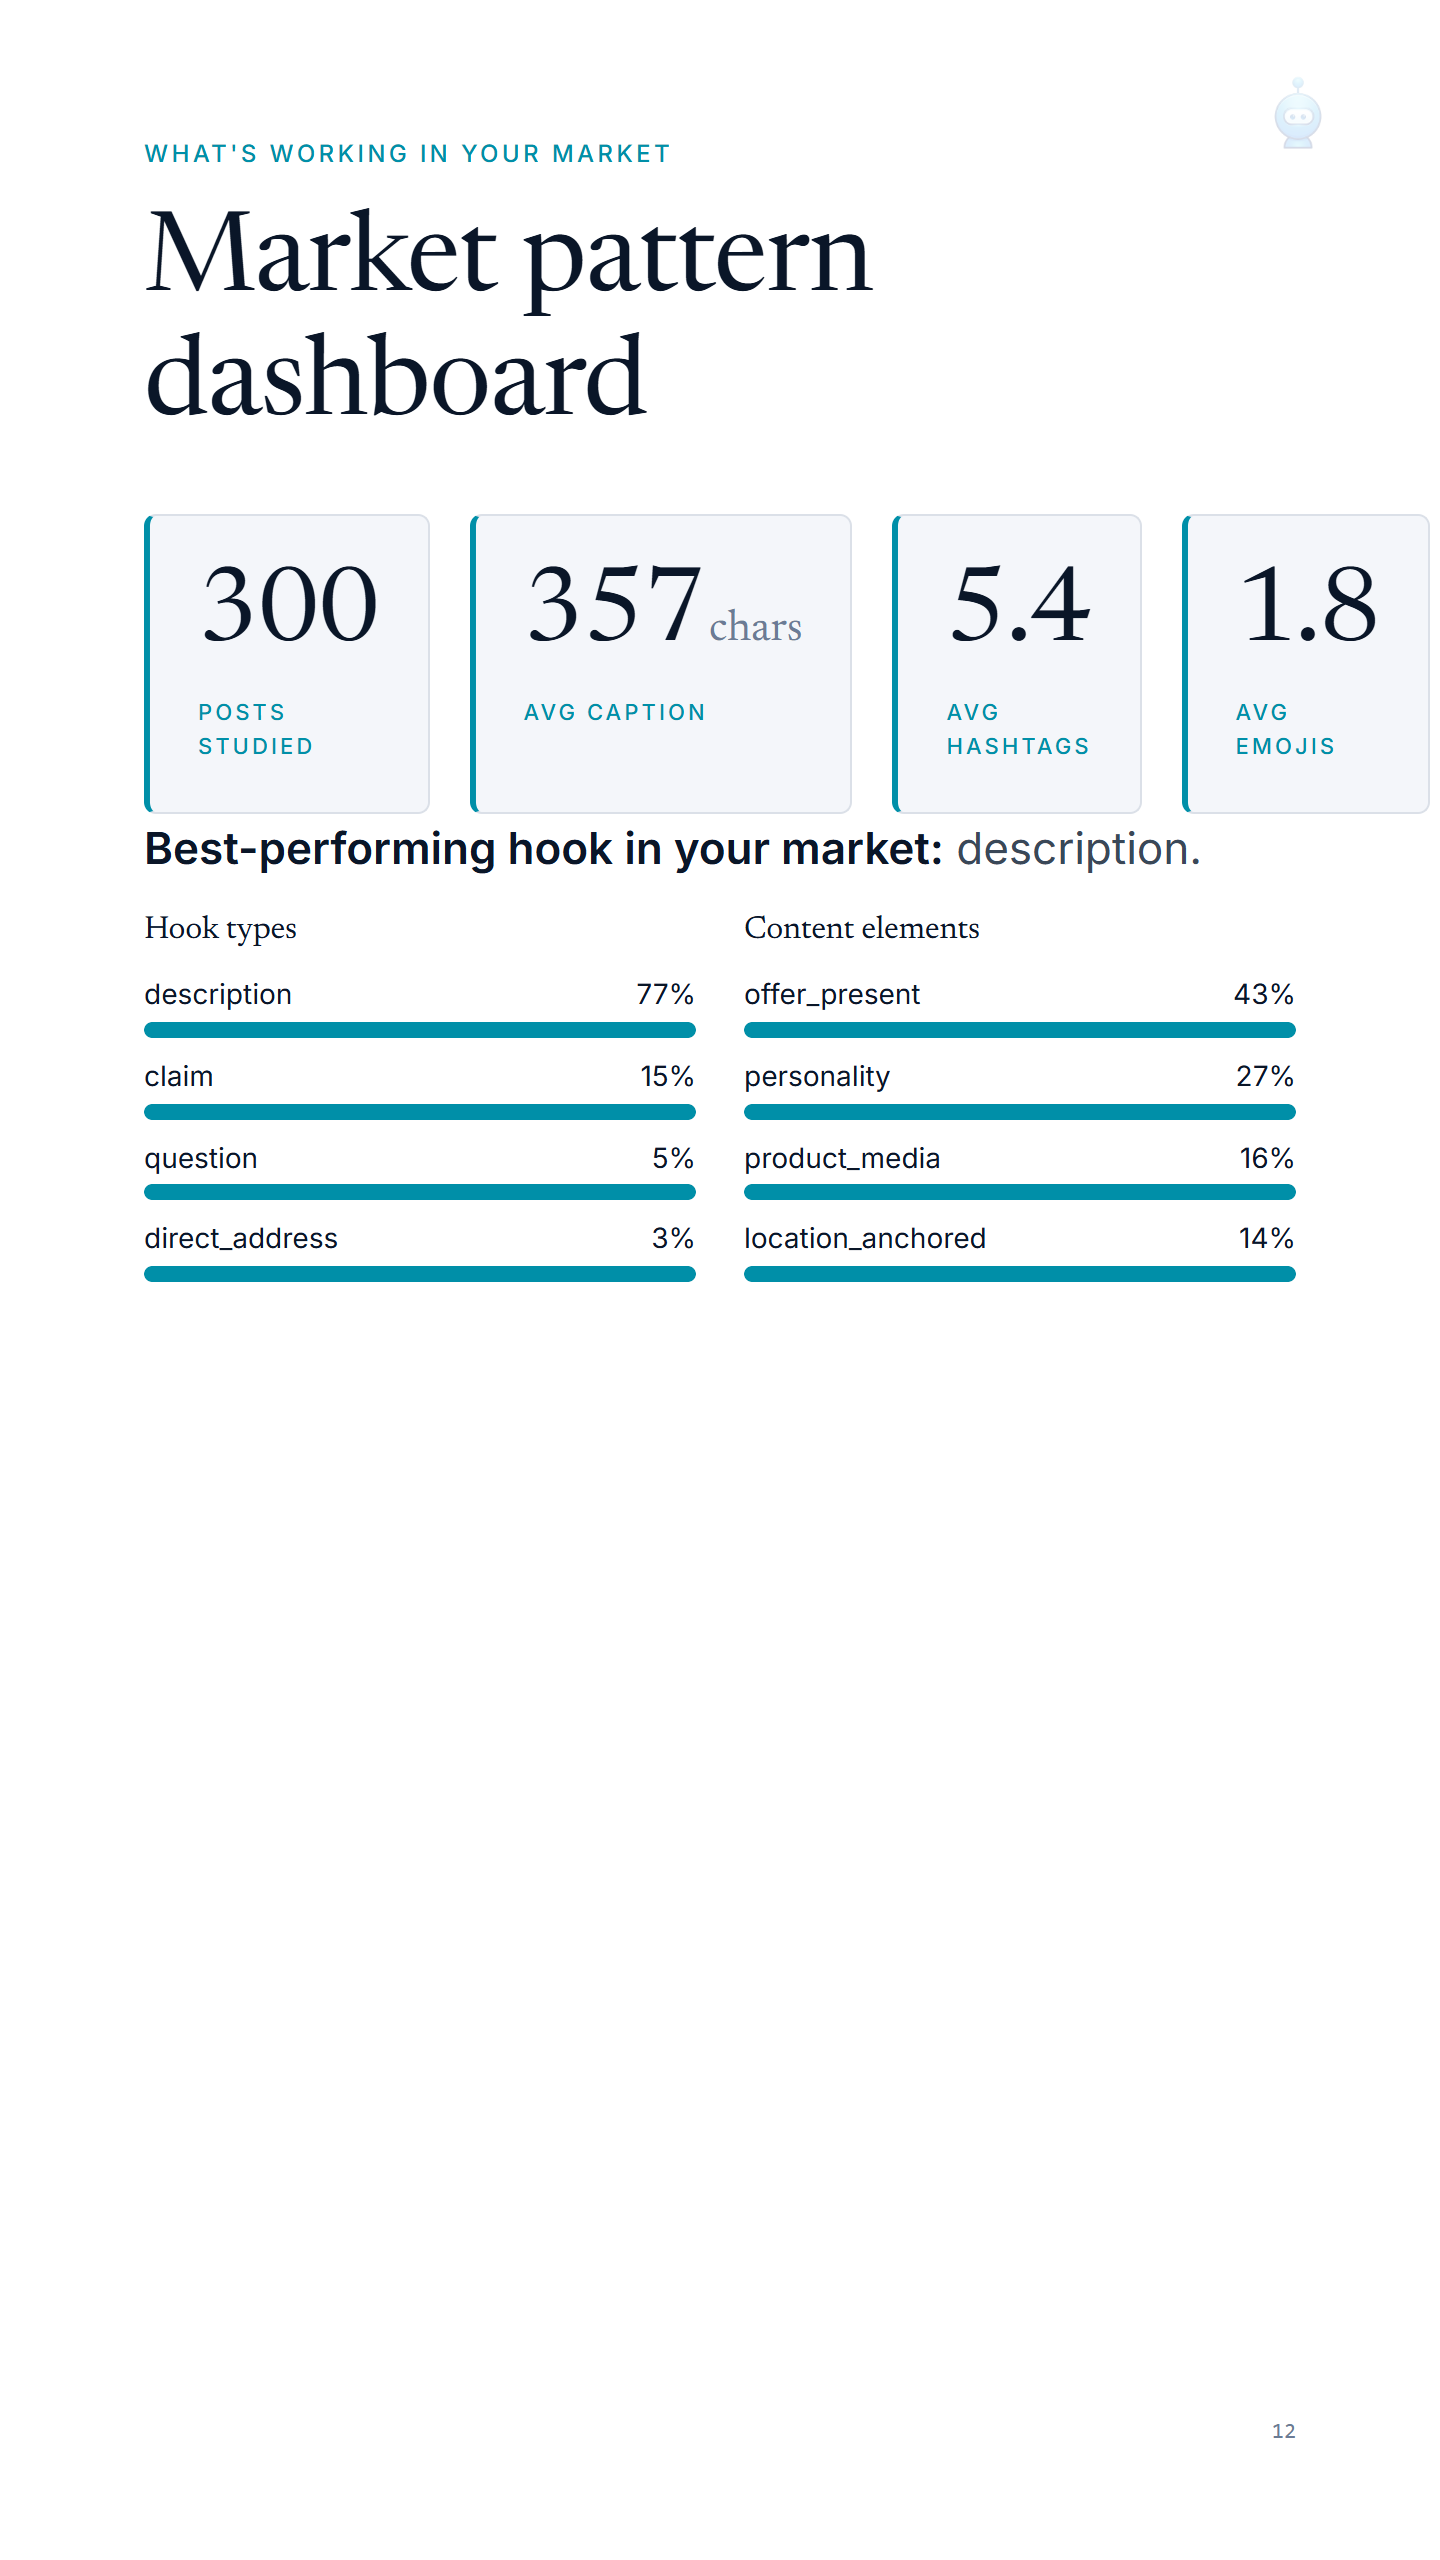 WHAT'S WORKING IN YOUR MARKET
Market pattern
dashboard
300
POSTS
STUDIED
357 chars
AVG CAPTION
5.4
AVG
HASHTAGS
1.8
AVG
EMOJIS
Best-performing hook in your market: description.
Hook types
description 77%
claim 15%
question 5%
direct_address 3%
Content elements
offer_present 43%
personality 27%
product_media 16%
location_anchored 14%
12